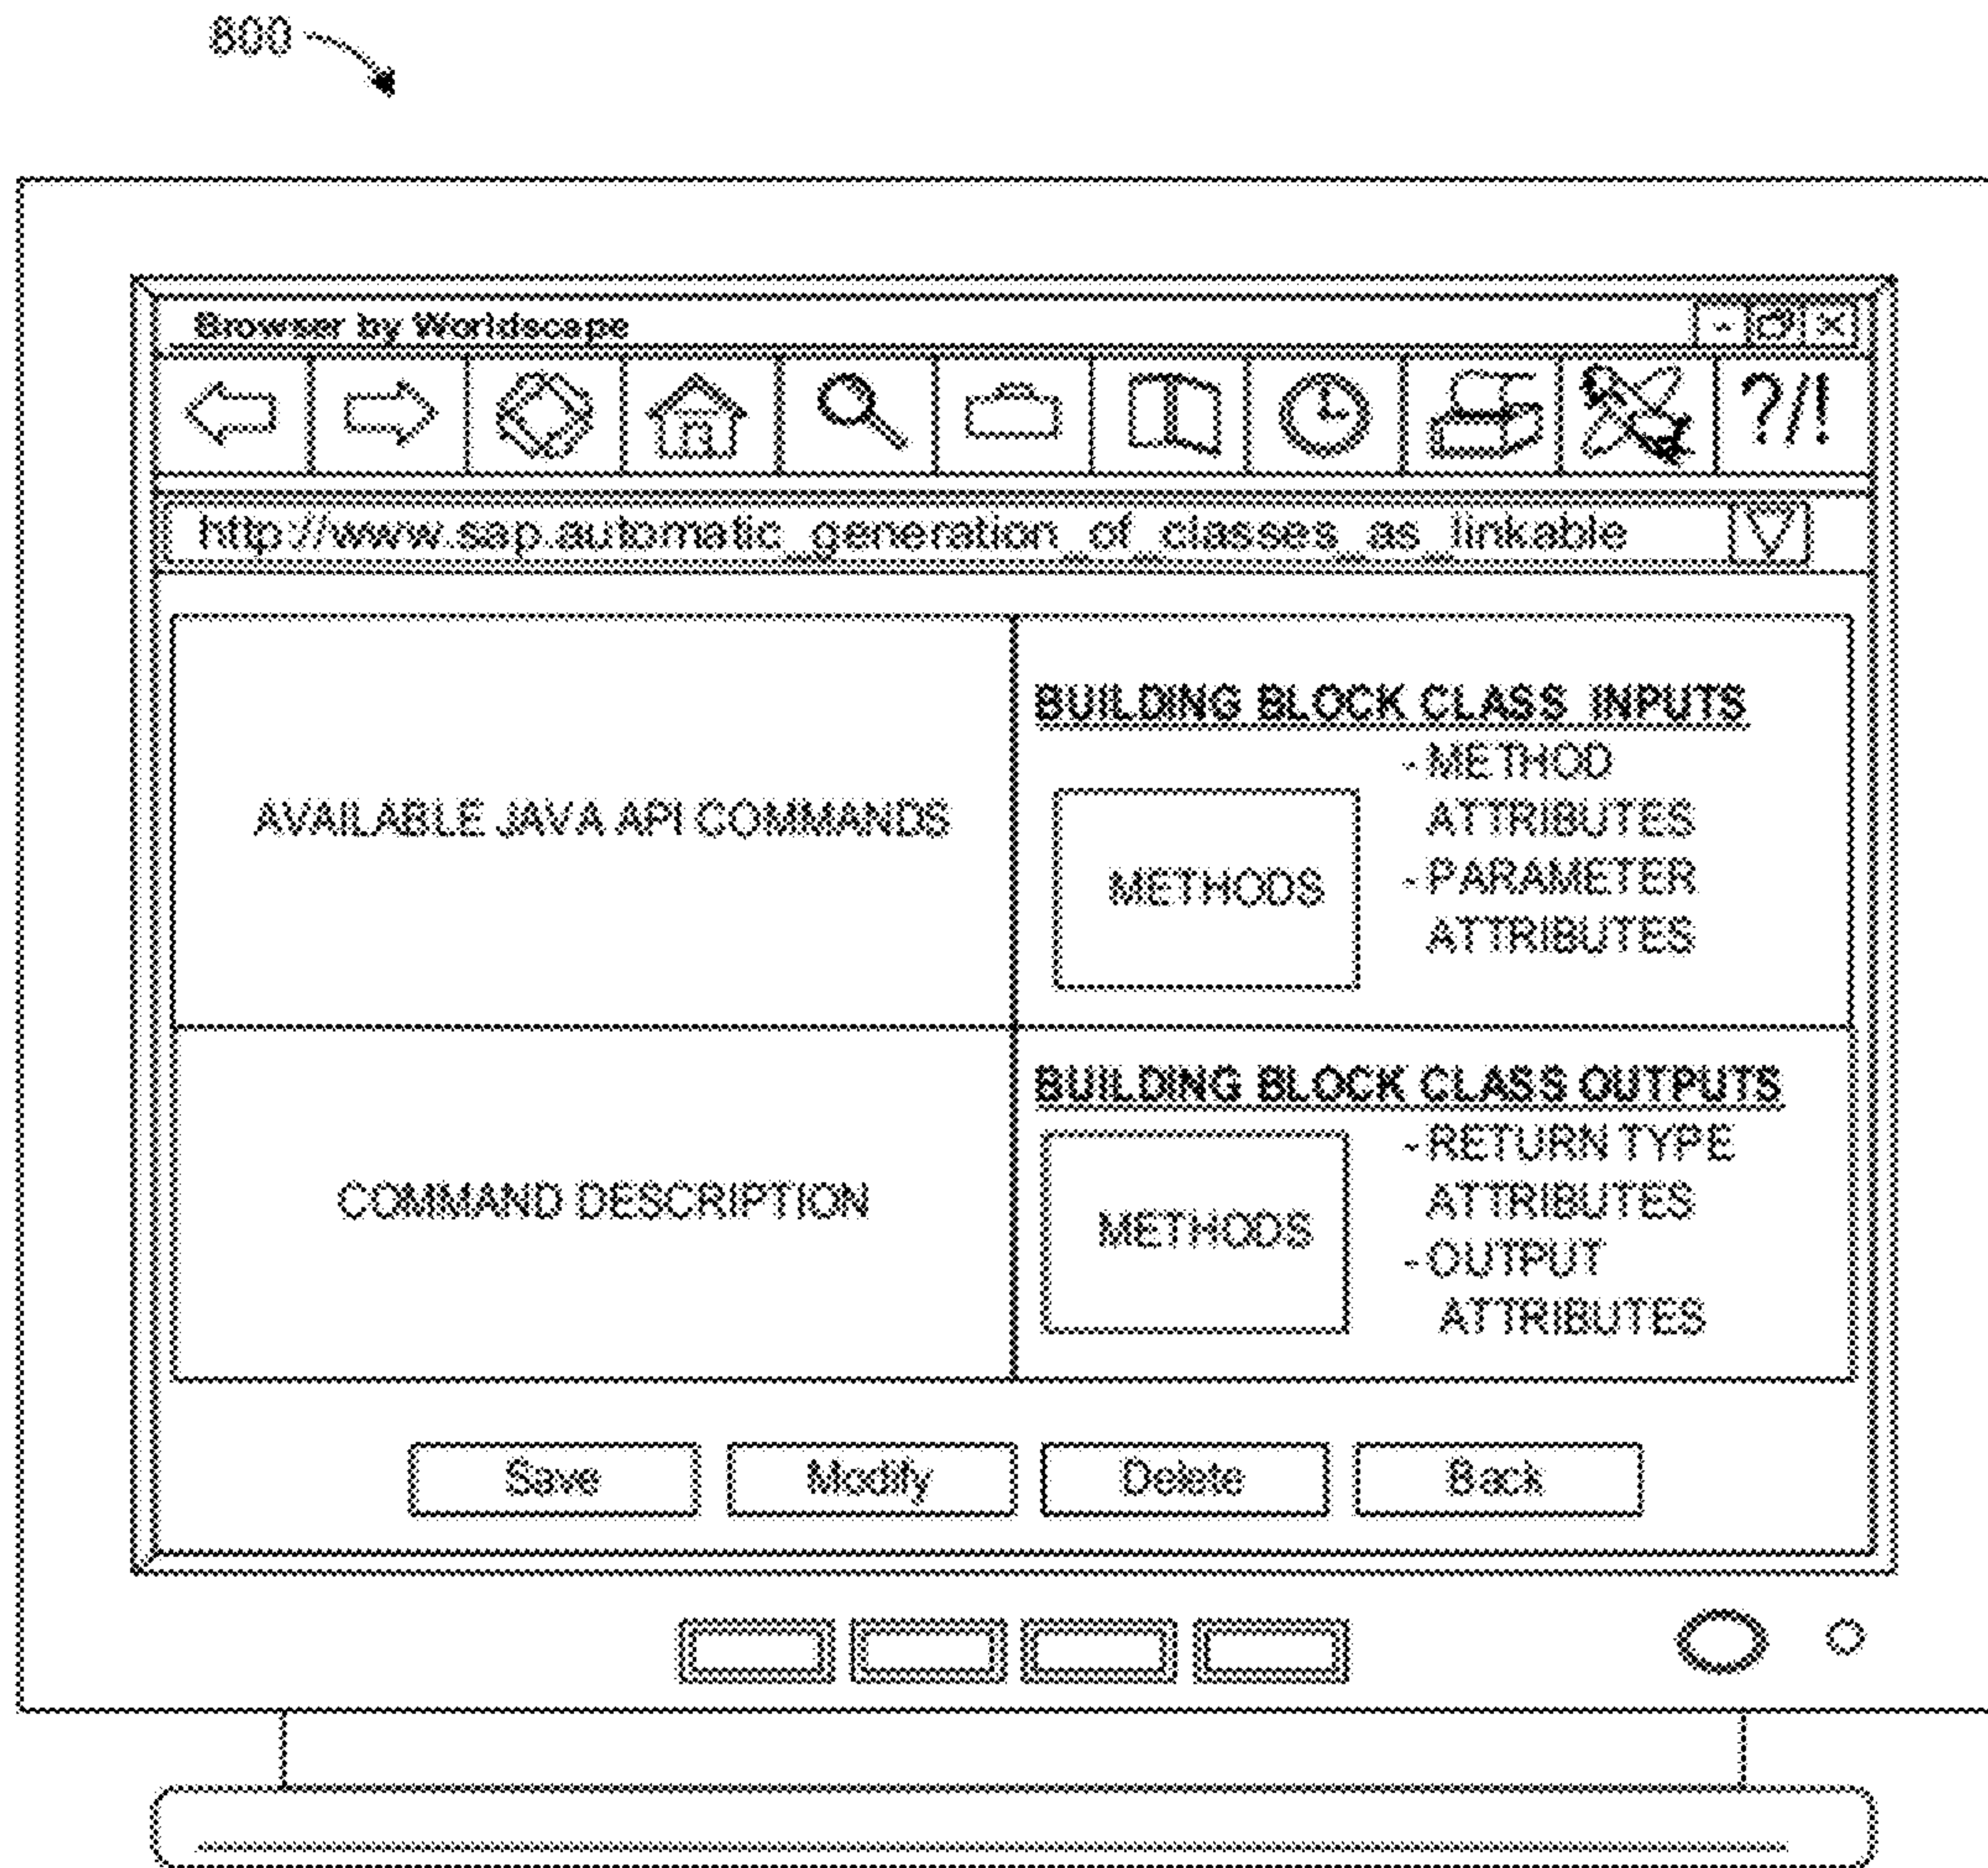 800
Browser by Worldscape
?/!
http://www.sap.automatic_generation_of_classes_as_linkable
AVAILABLE JAVA API COMMANDS
BUILDING BLOCK CLASS INPUTS
METHODS
-METHOD
ATTRIBUTES
-PARAMETER
ATTRIBUTES
COMMAND DESCRIPTION
BUILDING BLOCK CLASS OUTPUTS
METHODS
-RETURN TYPE
ATTRIBUTES
-OUTPUT
ATTRIBUTES
Save
Modify
Delete
Back